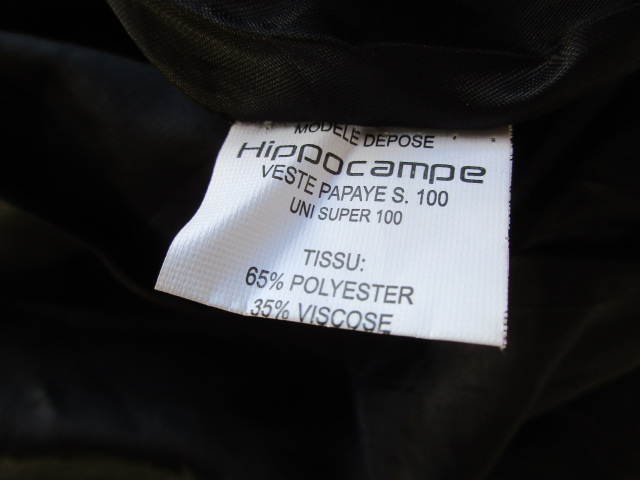 MODELE DEPOSE
Hippocampe
VESTE PAPAYE S. 100
UNI SUPER 100
TISSU:
65% POLYESTER
35% VISCOSE